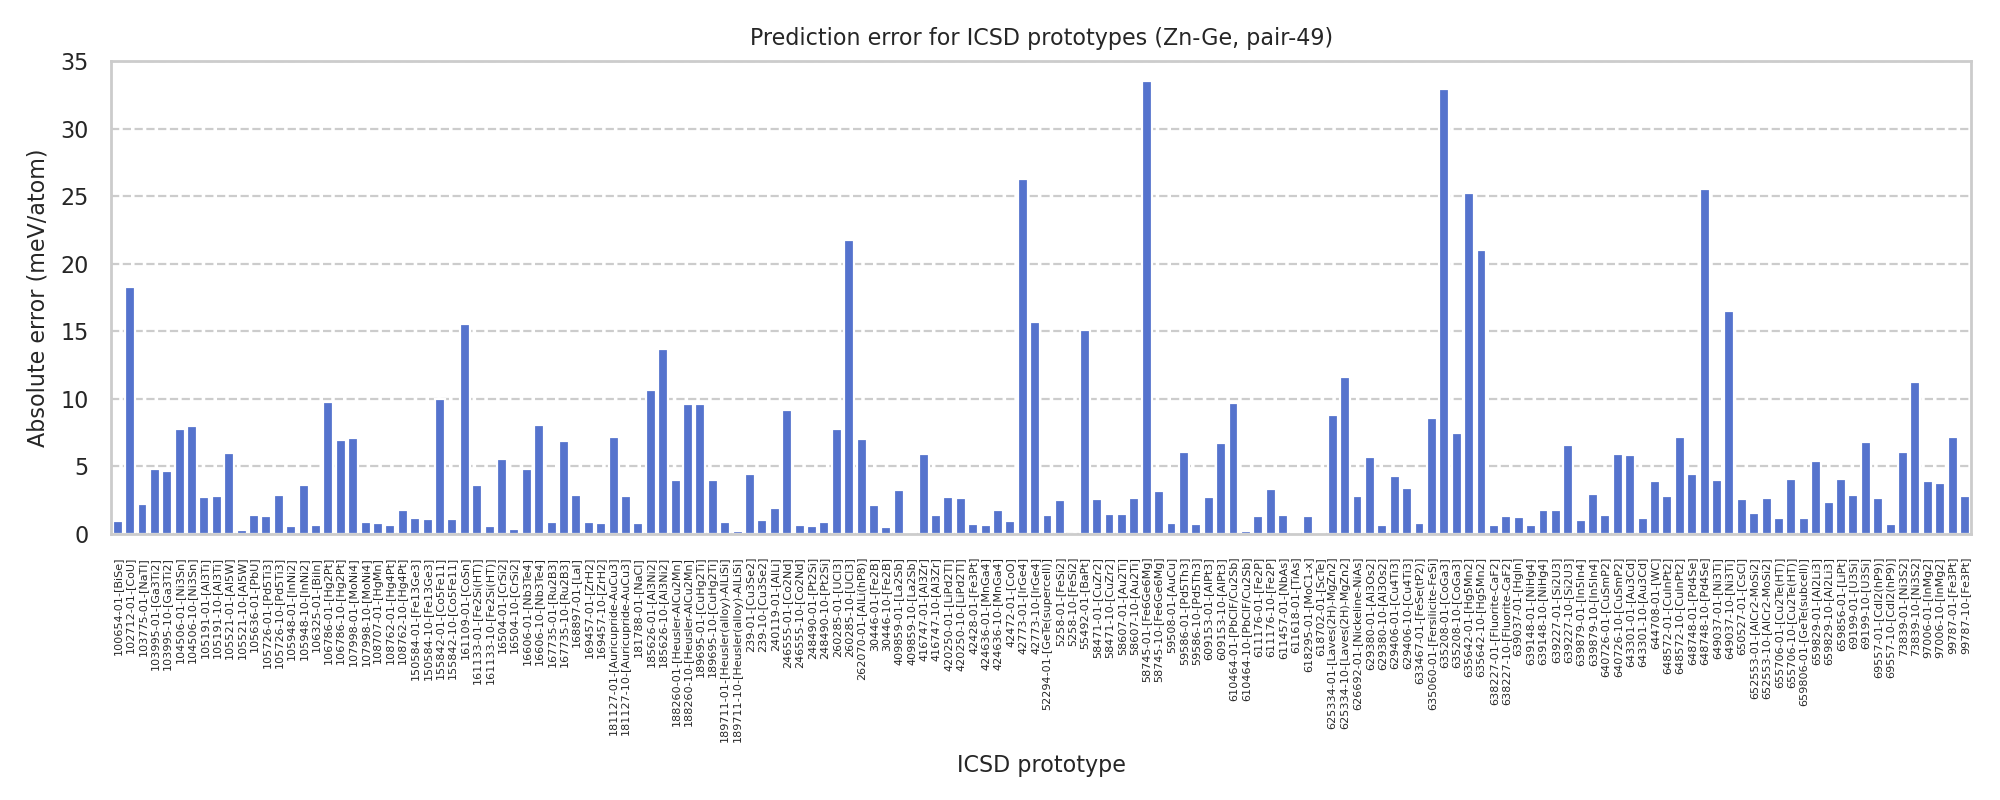 Prediction error for ICSD prototypes (Zn-Ge, pair-49)
Absolute error (meV/atom)
35
30
25
20
15
10
5
0
100654-01-[BiSe]
102712-01-[CoU]
103775-01-[NaTl]
103995-01-[Ga3Ti2]
103995-10-[Ga3Ti2]
104506-01-[Ni3Sn]
104506-10-[Ni3Sn]
105191-01-[Al3Ti]
105191-10-[Al3Ti]
105521-01-[Al5W]
105521-10-[Al5W]
105636-01-[PbU]
105726-01-[Pd5Ti3]
105726-10-[Pd5Ti3]
105948-01-[InNi2]
105948-10-[InNi2]
106325-01-[BiIn]
106786-01-[Hg2Pt]
106786-10-[Hg2Pt]
107998-01-[MoNi4]
107998-10-[MoNi4]
108707-01-[HgMn]
108762-01-[Hg4Pt]
108762-10-[Hg4Pt]
150584-01-[Fe13Ge3]
150584-10-[Fe13Ge3]
155842-01-[Co5Fe11]
155842-10-[Co5Fe11]
161109-01-[CoSn]
161133-01-[Fe2Si(HT)]
161133-10-[Fe2Si(HT)]
16504-01-[CrSi2]
16504-10-[CrSi2]
16606-01-[Nb3Te4]
16606-10-[Nb3Te4]
167735-01-[Ru2B3]
167735-10-[Ru2B3]
168897-01-[LaI]
169457-01-[ZrH2]
169457-10-[ZrH2]
181127-01-[Auricupride-AuCu3]
181127-10-[Auricupride-AuCu3]
181788-01-[NaCl]
185626-01-[Al3Ni2]
185626-10-[Al3Ni2]
188260-01-[Heusler-AlCu2Mn]
188260-10-[Heusler-AlCu2Mn]
189695-01-[CuHg2Ti]
189695-10-[CuHg2Ti]
189711-01-[Heusler(alloy)-AlLiSi]
189711-10-[Heusler(alloy)-AlLiSi]
239-01-[Cu3Se2]
239-10-[Cu3Se2]
240119-01-[AlLi]
246555-01-[Co2Nd]
246555-10-[Co2Nd]
248490-01-[Pt2Si]
248490-10-[Pt2Si]
260285-01-[UCl3]
260285-10-[UCl3]
262070-01-[AlLi(hP8)]
30446-01-[Fe2B]
30446-10-[Fe2B]
409859-01-[La2Sb]
409859-10-[La2Sb]
416747-01-[Al3Zr]
416747-10-[Al3Zr]
420250-01-[LiPd2Tl]
420250-10-[LiPd2Tl]
42428-01-[Fe3Pt]
424636-01-[MnGa4]
424636-10-[MnGa4]
42472-01-[CoO]
42773-01-[IrGe4]
42773-10-[IrGe4]
52294-01-[GeTe(supercell)]
5258-01-[FeSi2]
5258-10-[FeSi2]
55492-01-[BaPt]
58471-01-[CuZr2]
58471-10-[CuZr2]
58607-01-[Au2Ti]
58607-10-[Au2Ti]
58745-01-[Fe6Ge6Mg]
58745-10-[Fe6Ge6Mg]
59508-01-[AuCu]
59586-01-[Pd5Th3]
59586-10-[Pd5Th3]
609153-01-[AlPt3]
609153-10-[AlPt3]
610464-01-[PbClF/Cu2Sb]
610464-10-[PbClF/Cu2Sb]
611176-01-[Fe2P]
611176-10-[Fe2P]
611457-01-[NbAs]
611618-01-[TiAs]
618295-01-[MoC1-x]
618702-01-[ScTe]
625334-01-[Laves(2H)-MgZn2]
625334-10-[Laves(2H)-MgZn2]
626692-01-[Nickeline-NiAs]
629380-01-[Al3Os2]
629380-10-[Al3Os2]
629406-01-[Cu4Ti3]
629406-10-[Cu4Ti3]
633467-01-[FeSe(tP2)]
635060-01-[Fersilicite-FeSi]
635208-01-[CoGa3]
635208-10-[CoGa3]
635642-01-[Hg5Mn2]
635642-10-[Hg5Mn2]
638227-01-[Fluorite-CaF2]
638227-10-[Fluorite-CaF2]
639037-01-[HgIn]
639148-01-[NiHg4]
639148-10-[NiHg4]
639227-01-[Si2U3]
639227-10-[Si2U3]
639879-01-[In5In4]
639879-10-[In5In4]
640726-01-[CuSmP2]
640726-10-[CuSmP2]
643301-01-[Au3Cd]
643301-10-[Au3Cd]
644708-01-[WC]
648572-01-[CuInPt2]
648572-10-[CuInPt2]
648748-01-[Pd4Se]
648748-10-[Pd4Se]
649037-01-[Ni3Ti]
649037-10-[Ni3Ti]
650527-01-[CsCl]
652553-01-[AlCr2-MoSi2]
652553-10-[AlCr2-MoSi2]
655706-01-[Cu2Te(HT)]
655706-10-[Cu2Te(HT)]
659806-01-[GeTe(subcell)]
659829-01-[Al2Li3]
659829-10-[Al2Li3]
659856-01-[LiPt]
69199-01-[U3Si]
69199-10-[U3Si]
69557-01-[CdI2(hP9)]
69557-10-[CdI2(hP9)]
73839-01-[Ni3S2]
73839-10-[Ni3S2]
97006-01-[InMg2]
97006-10-[InMg2]
99787-01-[Fe3Pt]
99787-10-[Fe3Pt]
ICSD prototype